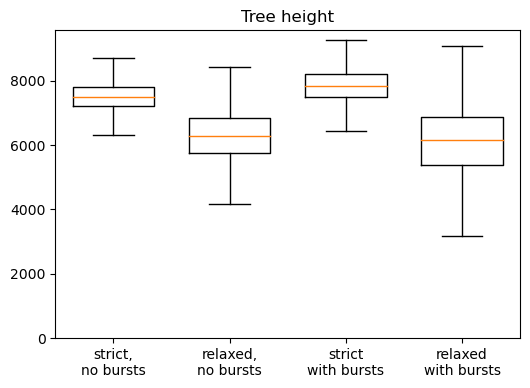 Tree height
8000
6000
4000
2000
0
strict,
no bursts
relaxed,
no bursts
strict
with bursts
relaxed
with bursts